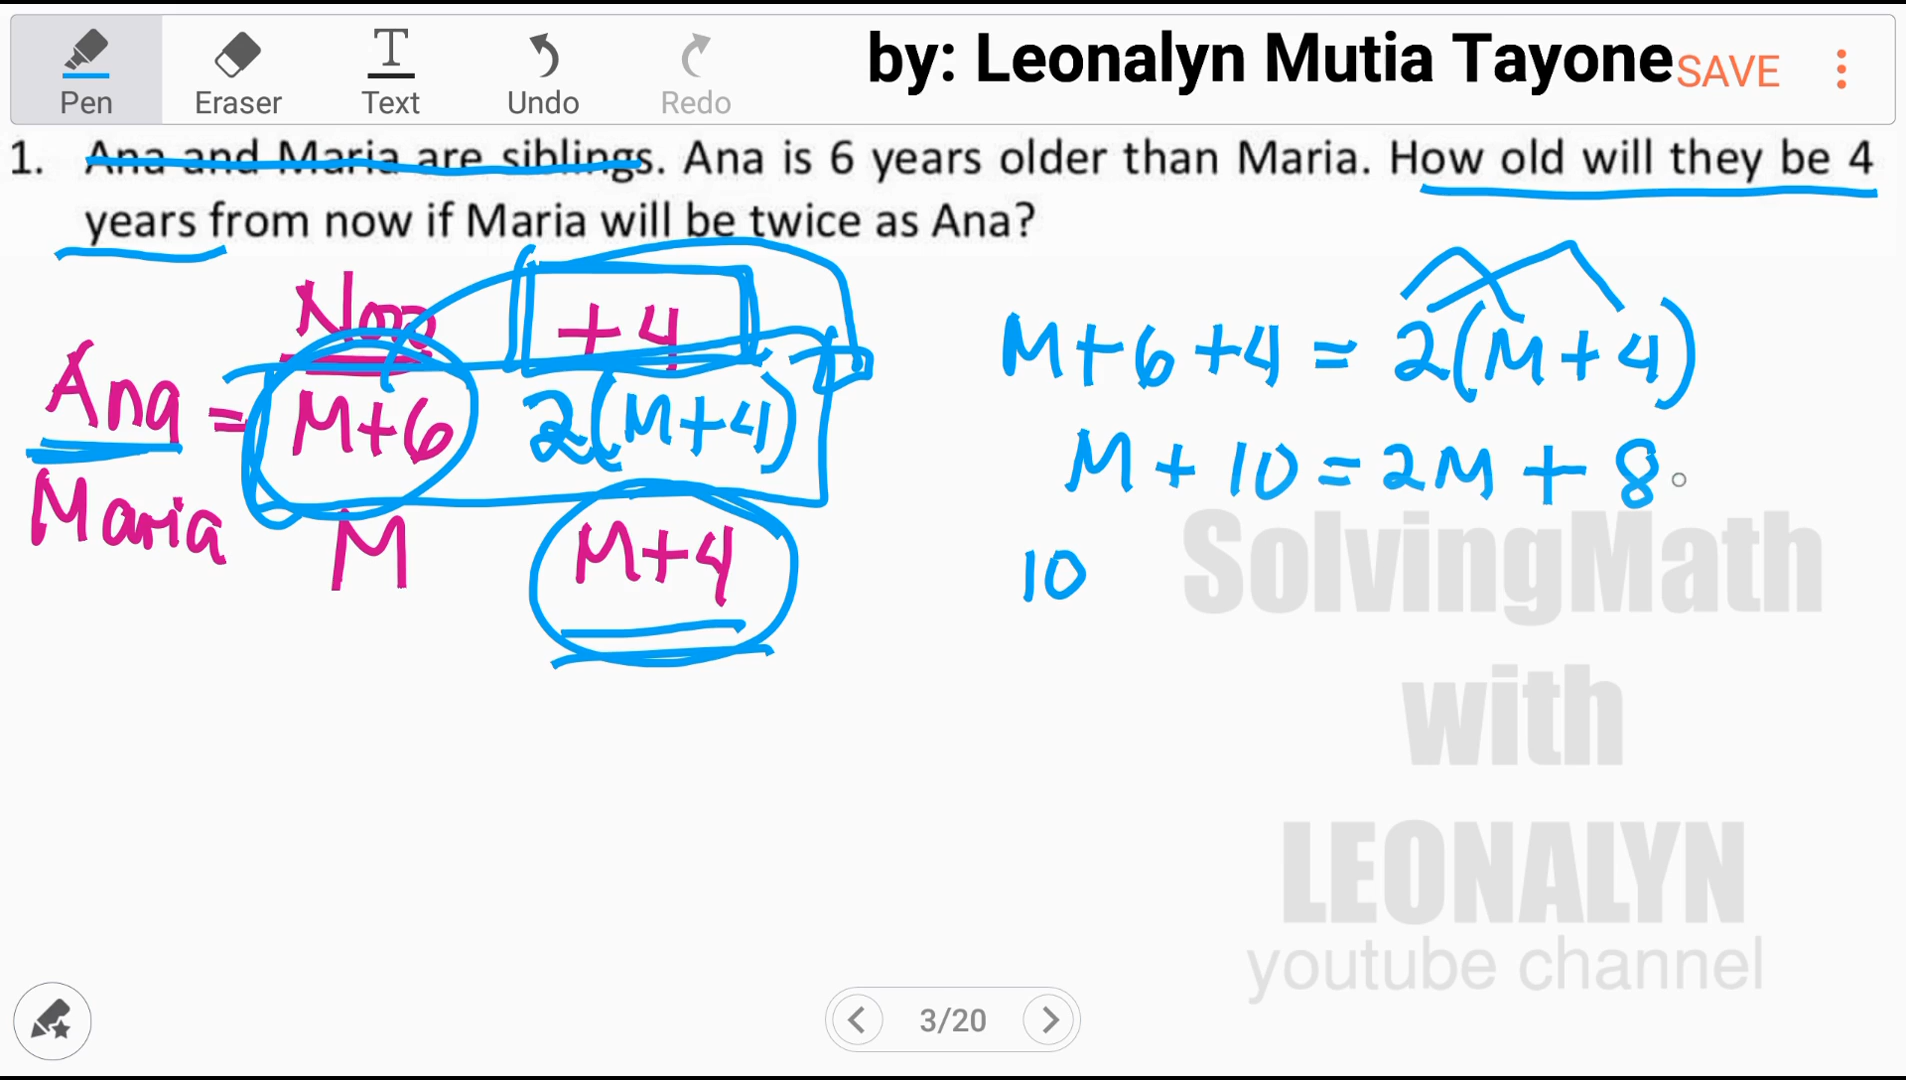 Pen Eraser Text Undo Redo by: Leonalyn Mutia Tayone SAVE
1. Ana and Maria are siblings. Ana is 6 years older than Maria. How old will they be 4
years from now if Maria will be twice as Ana?
Now +4
Ana = M+6 2(M+4)
Maria M M+4
M+6+4 = 2(M+4)
M + 10 = 2M + 8
10
SolvingMath
with
LEONALYN
youtube channel
3/20